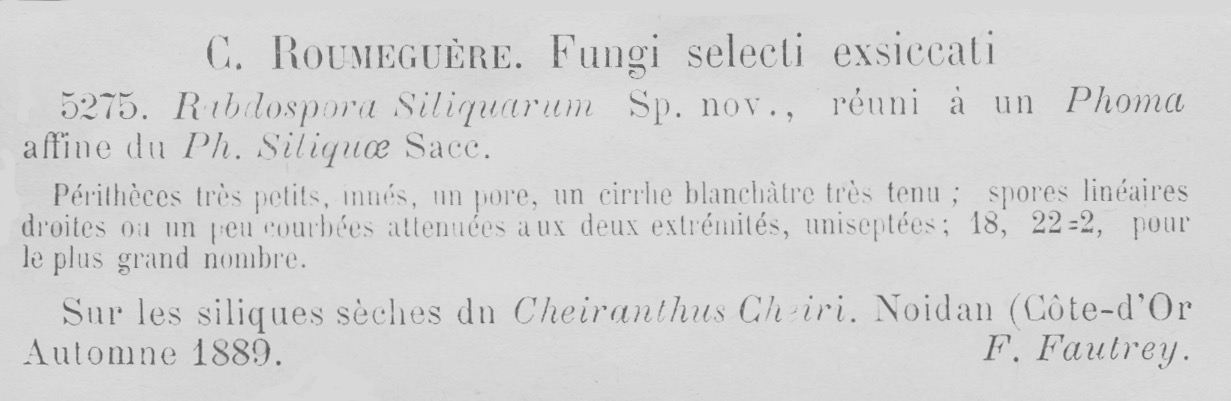 C. ROUMEGUÈRE. Fungi selecti exsiccati
5275. Rabdospora Siliquarum Sp. nov., réuni à un Phoma
affine du Ph. Siliquæ Sacc.
Périthèces très petits, innés, un pore, un cirrhe blanchâtre très tenu ; spores linéaires
droites ou un peu courbées attenuées aux deux extrémités, uniseptées ; 18, 22=2, pour
le plus grand nombre.
Sur les siliques sèches dn Cheiranthus Cheiri. Noidan (Côte-d'Or
Automne 1889. F. Fautrey.